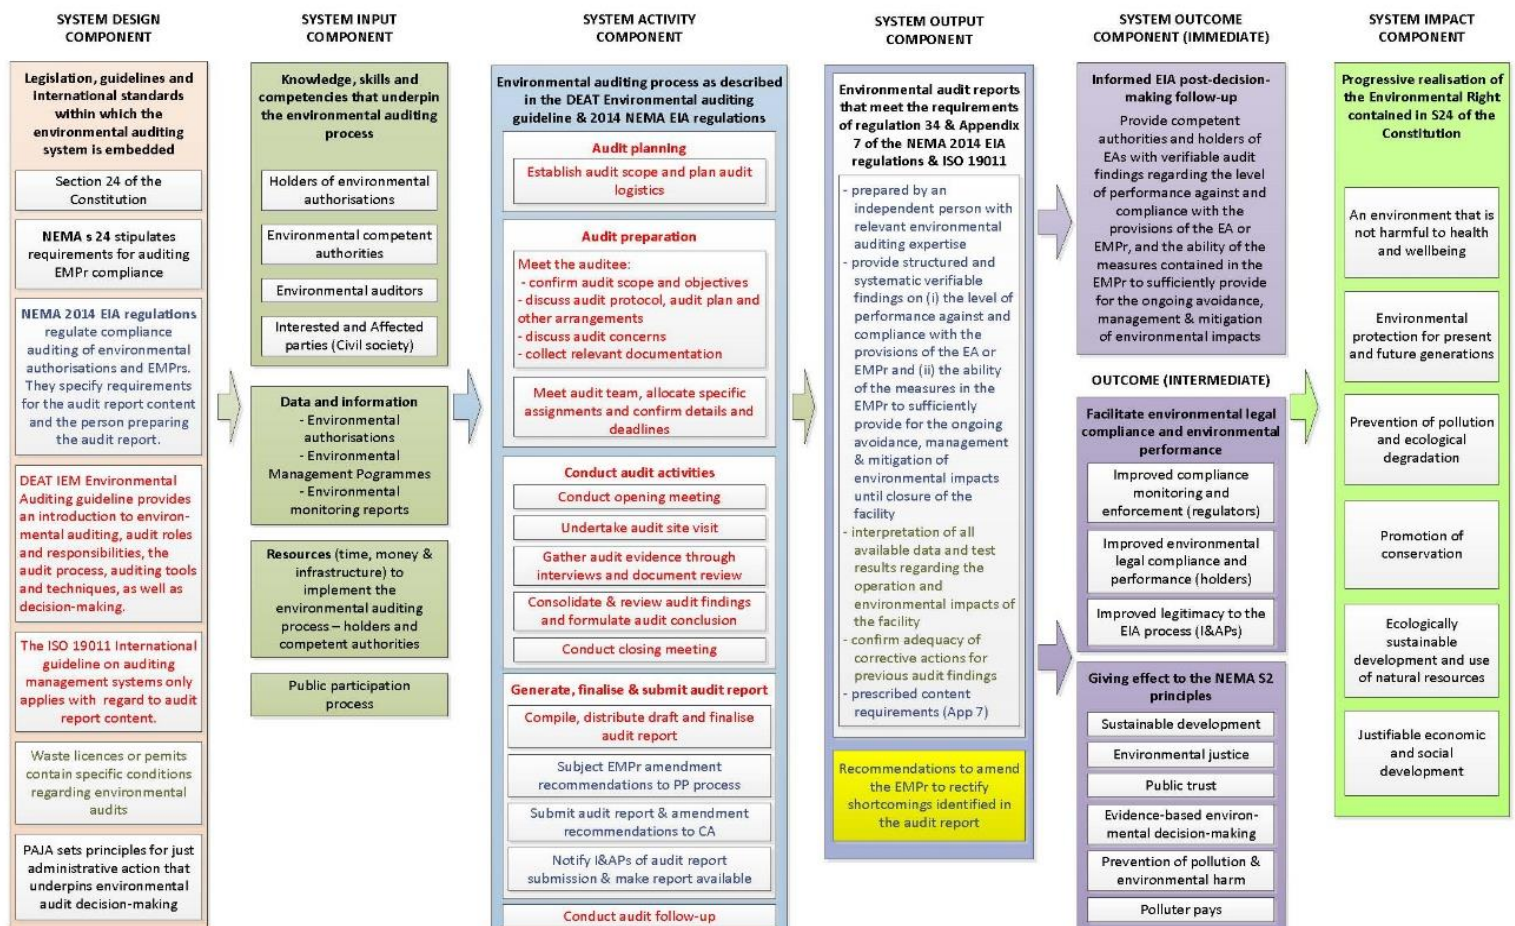 SYSTEM DESIGN
COMPONENT
Legislation, guidelines and
international standards
within which the
environmental auditing
system is embedded
Section 24 of the
Constitution
NEMA s 24 stipulates
requirements for auditing
EMPr compliance
NEMA 2014 EIA regulations
regulate compliance
auditing of environmental
authorisations and EMPrs.
They specify requirements
for the audit report content
and the person preparing
the audit report.
DEAT IEM Environmental
Auditing guideline provides
an introduction to environ-
mental auditing, audit roles
and responsibilities, the
audit process, auditing tools
and techniques, as well as
decision-making.
The ISO 19011 International
guideline on auditing
management systems only
applies with regard to audit
report content.
Waste licences or permits
contain specific conditions
regarding environmental
audits
PAJA sets principles for just
administrative action that
underpins environmental
audit decision-making
SYSTEM INPUT
COMPONENT
Knowledge, skills and
competencies that underpin
the environmental auditing
process
Holders of environmental
authorisations
Environmental competent
authorities
Environmental auditors
Interested and Affected
parties (Civil society)
Data and information
- Environmental
authorisations
- Environmental
Management Pogrammes
- Environmental
monitoring reports
Resources (time, money &
infrastructure) to
implement the
environmental auditing
process – holders and
competent authorities
Public participation
process
SYSTEM ACTIVITY
COMPONENT
Environmental auditing process as described
in the DEAT Environmental auditing
guideline & 2014 NEMA EIA regulations
Audit planning
Establish audit scope and plan audit
logistics
Audit preparation
Meet the auditee:
- confirm audit scope and objectives
- discuss audit protocol, audit plan and
other arrangements
- discuss audit concerns
- collect relevant documentation
Meet audit team, allocate specific
assignments and confirm details and
deadlines
Conduct audit activities
Conduct opening meeting
Undertake audit site visit
Gather audit evidence through
interviews and document review
Consolidate & review audit findings
and formulate audit conclusion
Conduct closing meeting
Generate, finalise & submit audit report
Compile, distribute draft and finalise
audit report
Subject EMPr amendment
recommendations to PP process
Submit audit report & amendment
recommendations to CA
Notify I&APs of audit report
submission & make report available
Conduct audit follow-up
SYSTEM OUTPUT
COMPONENT
Environmental audit reports
that meet the requirements
of regulation 34 & Appendix
7 of the NEMA 2014 EIA
regulations & ISO 19011
- prepared by an
independent person with
relevant environmental
auditing expertise
- provide structured and
systematic verifiable
findings on (i) the level of
performance against and
compliance with the
provisions of the EA or
EMPr and (ii) the ability
of the measures in the
EMPr to sufficiently
provide for the ongoing
avoidance, management
& mitigation of
environmental impacts
until closure of the
facility
- interpretation of all
available data and test
results regarding the
operation and
environmental impacts of
the facility
- confirm adequacy of
corrective actions for
previous audit findings
- prescribed content
requirements (App 7)
Recommendations to amend
the EMPr to rectify
shortcomings identified in
the audit report
SYSTEM OUTCOME
COMPONENT (IMMEDIATE)
Informed EIA post-decision-
making follow-up
Provide competent
authorities and holders of
EAs with verifiable audit
findings regarding the level
of performance against and
compliance with the
provisions of the EA or
EMPr, and the ability of the
measures contained in the
EMPr to sufficiently provide
for the ongoing avoidance,
management & mitigation
of environmental impacts
OUTCOME (INTERMEDIATE)
Facilitate environmental legal
compliance and environmental
performance
Improved compliance
monitoring and
enforcement (regulators)
Improved environmental
legal compliance and
performance (holders)
Improved legitimacy to the
EIA process (I&APs)
Giving effect to the NEMA S2
principles
Sustainable development
Environmental justice
Public trust
Evidence-based environ-
mental decision-making
Prevention of pollution &
environmental harm
Polluter pays
SYSTEM IMPACT
COMPONENT
Progressive realisation of
the Environmental Right
contained in S24 of the
Constitution
An environment that is
not harmful to health
and wellbeing
Environmental
protection for present
and future generations
Prevention of pollution
and ecological
degradation
Promotion of
conservation
Ecologically
sustainable
development and use
of natural resources
Justifiable economic
and social
development